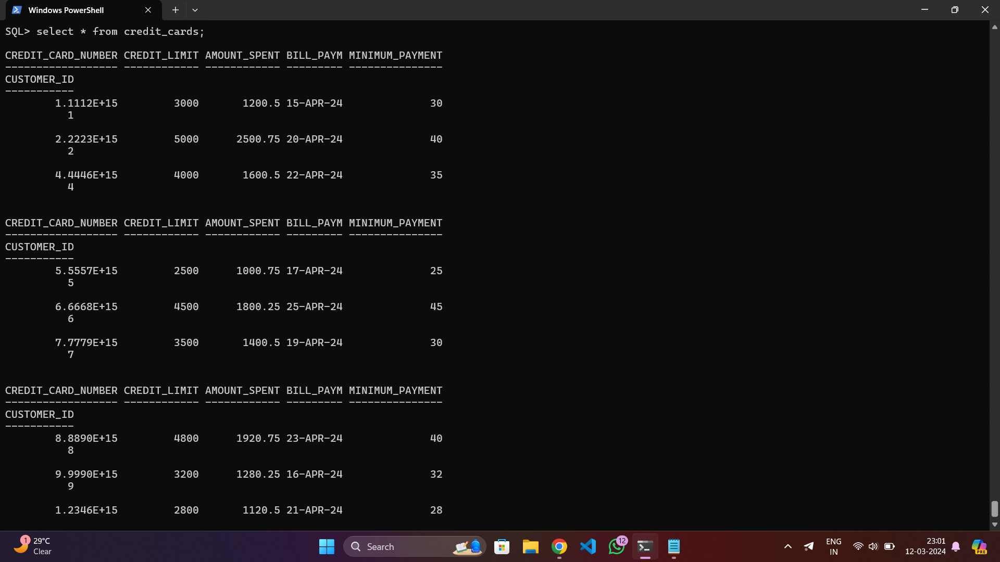 Windows PowerShell
SQL> select * from credit_cards;
CREDIT_CARD_NUMBER CREDIT_LIMIT AMOUNT_SPENT BILL_PAYM MINIMUM_PAYMENT
------------------ ------------ ------------ --------- ---------------
CUSTOMER_ID
-----------
1.1112E+15 3000 1200.5 15-APR-24 30
1
2.2223E+15 5000 2500.75 20-APR-24 40
2
4.4446E+15 4000 1600.5 22-APR-24 35
4
CREDIT_CARD_NUMBER CREDIT_LIMIT AMOUNT_SPENT BILL_PAYM MINIMUM_PAYMENT
------------------ ------------ ------------ --------- ---------------
CUSTOMER_ID
-----------
5.5557E+15 2500 1000.75 17-APR-24 25
5
6.6668E+15 4500 1800.25 25-APR-24 45
6
7.7779E+15 3500 1400.5 19-APR-24 30
7
CREDIT_CARD_NUMBER CREDIT_LIMIT AMOUNT_SPENT BILL_PAYM MINIMUM_PAYMENT
------------------ ------------ ------------ --------- ---------------
CUSTOMER_ID
-----------
8.8890E+15 4800 1920.75 23-APR-24 40
8
9.9990E+15 3200 1280.25 16-APR-24 32
9
1.2346E+15 2800 1120.5 21-APR-24 28
1
29°C
Clear
Search
12
PRE
ENG
IN
23:01
12-03-2024